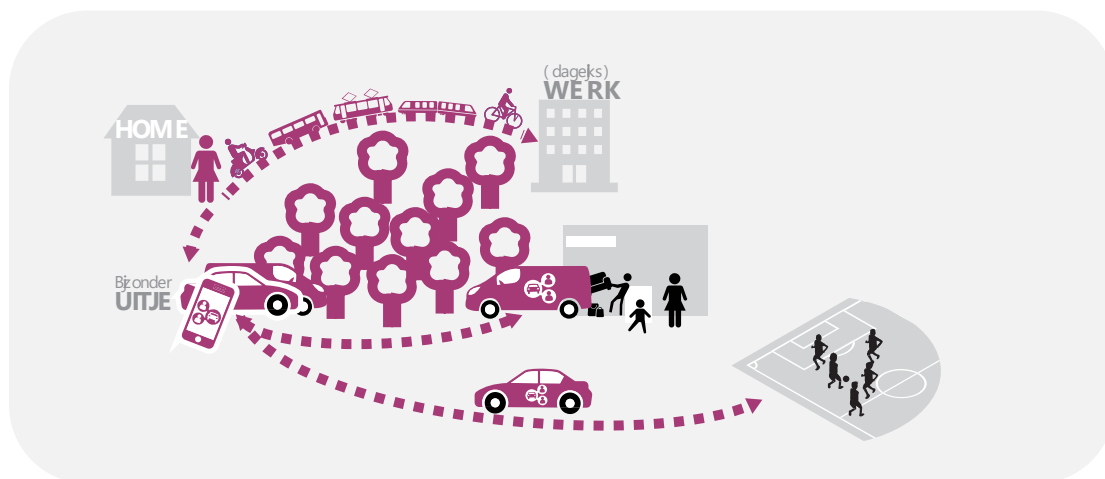 HOME
(dagelijks)
WERK
Bijzonder
UITJE